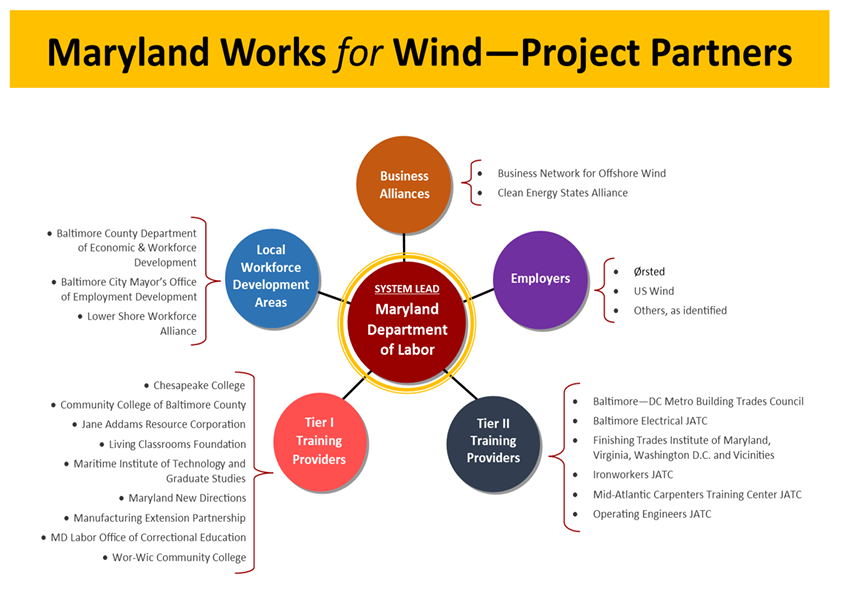 Maryland Works for Wind—Project Partners
Business
Alliances
• Business Network for Offshore Wind
• Clean Energy States Alliance
Local
Workforce
Development
Areas
• Baltimore County Department
of Economic & Workforce
Development
• Baltimore City Mayor's Office
of Employment Development
• Lower Shore Workforce
Alliance
Employers
• Ørsted
• US Wind
• Others, as identified
SYSTEM LEAD
Maryland
Department
of Labor
Tier I
Training
Providers
• Chesapeake College
• Community College of Baltimore County
• Jane Addams Resource Corporation
• Living Classrooms Foundation
• Maritime Institute of Technology and
Graduate Studies
• Maryland New Directions
• Manufacturing Extension Partnership
• MD Labor Office of Correctional Education
• Wor-Wic Community College
Tier II
Training
Providers
• Baltimore—DC Metro Building Trades Council
• Baltimore Electrical JATC
• Finishing Trades Institute of Maryland,
Virginia, Washington D.C. and Vicinities
• Ironworkers JATC
• Mid-Atlantic Carpenters Training Center JATC
• Operating Engineers JATC